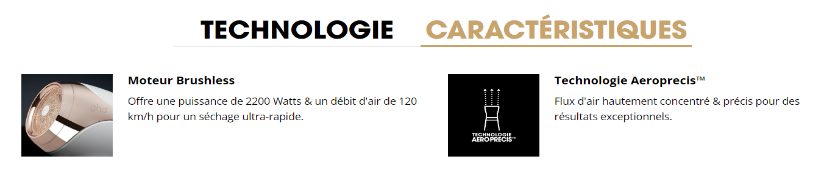 TECHNOLOGIE CARACTÉRISTIQUES
Moteur Brushless
Offre une puissance de 2200 Watts & un débit d'air de 120
km/h pour un séchage ultra-rapide.
TECHNOLOGIE
AEROPRECIS™
Technologie Aeroprecis™
Flux d'air hautement concentré & précis pour des
résultats exceptionnels.